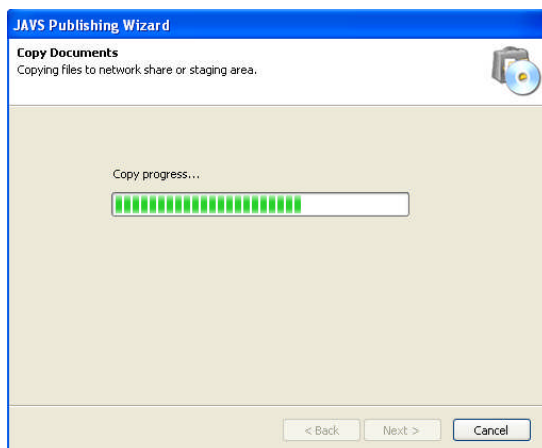 JAVS Publishing Wizard
Copy Documents
Copying files to network share or staging area.
Copy progress...
< Back Next > Cancel